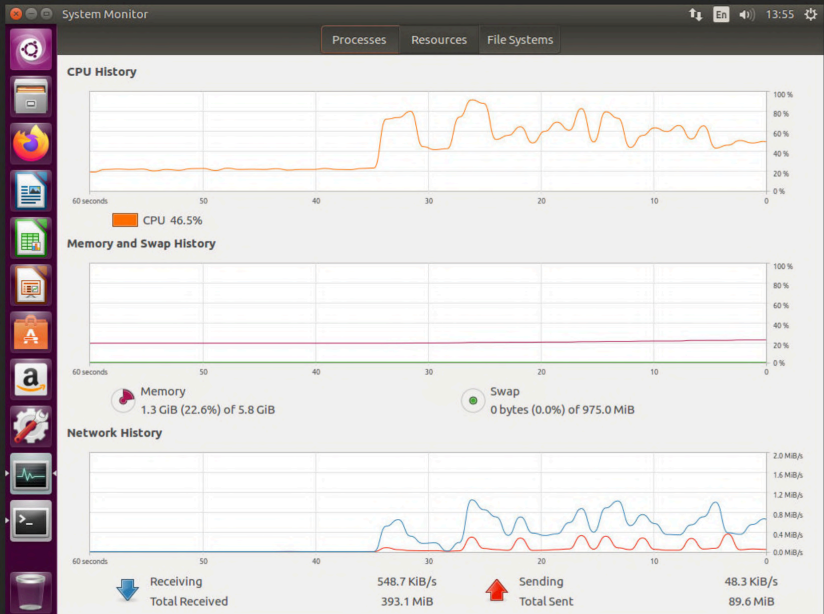 System Monitor
En
13:55
Processes
Resources
File Systems
CPU History
100 %
80 %
60 %
40 %
20 %
0 %
60 seconds 50 40 30 20 10 0
CPU 46.5%
Memory and Swap History
100 %
80 %
60 %
40 %
20 %
0 %
60 seconds 50 40 30 20 10 0
Memory
1.3 GiB (22.6%) of 5.8 GiB
Swap
0 bytes (0.0%) of 975.0 MiB
Network History
2.0 MiB/s
1.6 MiB/s
1.2 MiB/s
0.8 MiB/s
0.4 MiB/s
0.0 MiB/s
60 seconds 50 40 30 20 10 0
Receiving 548.7 KiB/s
Total Received 393.1 MiB
Sending 48.3 KiB/s
Total Sent 89.6 MiB
A
a
>_